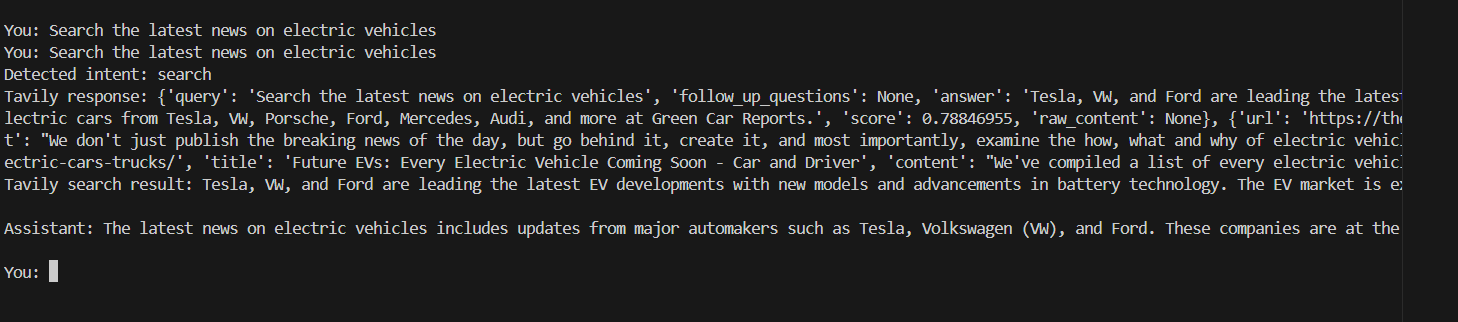 You: Search the latest news on electric vehicles
You: Search the latest news on electric vehicles
Detected intent: search
Tavily response: {'query': 'Search the latest news on electric vehicles', 'follow_up_questions': None, 'answer': 'Tesla, VW, and Ford are leading the latest
lectric cars from Tesla, VW, Porsche, Ford, Mercedes, Audi, and more at Green Car Reports.', 'score': 0.78846955, 'raw_content': None}, {'url': 'https://the
t': "We don't just publish the breaking news of the day, but go behind it, create it, and most importantly, examine the how, what and why of electric vehicl
ectric-cars-trucks/', 'title': 'Future EVs: Every Electric Vehicle Coming Soon - Car and Driver', 'content': "We've compiled a list of every electric vehicl
Tavily search result: Tesla, VW, and Ford are leading the latest EV developments with new models and advancements in battery technology. The EV market is ex
Assistant: The latest news on electric vehicles includes updates from major automakers such as Tesla, Volkswagen (VW), and Ford. These companies are at the
You: